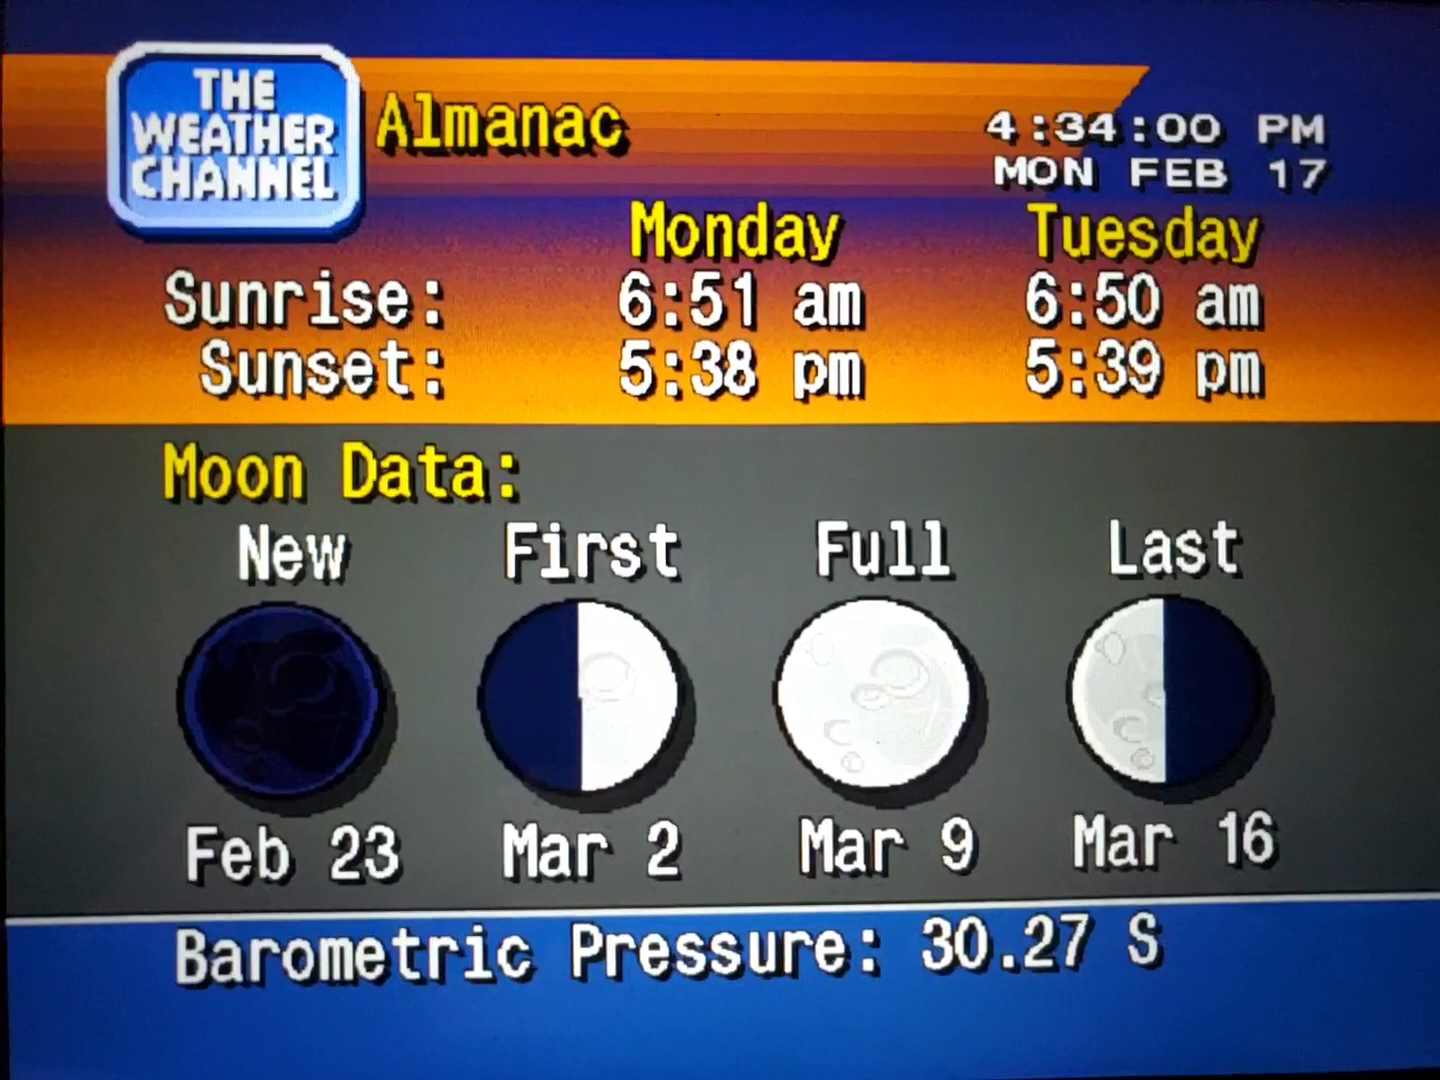 THE
WEATHER
CHANNEL
Almanac
4:34:00 PM
MON FEB 17
Monday Tuesday
Sunrise: 6:51 am 6:50 am
Sunset: 5:38 pm 5:39 pm
Moon Data:
New First Full Last
Feb 23 Mar 2 Mar 9 Mar 16
Barometric Pressure: 30.27 S